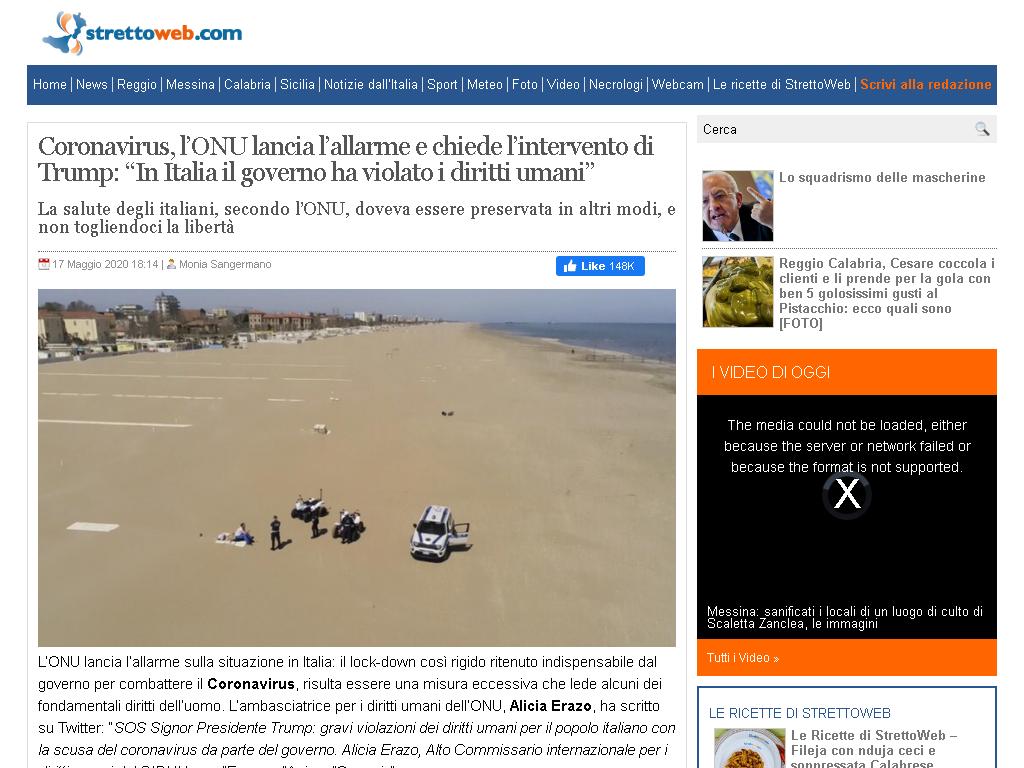 strettoweb.com
Home | News | Reggio | Messina | Calabria | Sicilia | Notizie dall'Italia | Sport | Meteo | Foto | Video | Necrologi | Webcam | Le ricette di StrettoWeb | Scrivi alla redazione
Coronavirus, l’ONU lancia l’allarme e chiede l’intervento di
Trump: “In Italia il governo ha violato i diritti umani”
La salute degli italiani, secondo l’ONU, doveva essere preservata in altri modi, e
non togliendoci la libertà
17 Maggio 2020 18:14 | Monia Sangermano
Like 148K
L’ONU lancia l’allarme sulla situazione in Italia: il lock-down così rigido ritenuto indispensabile dal
governo per combattere il Coronavirus, risulta essere una misura eccessiva che lede alcuni dei
fondamentali diritti dell’uomo. L’ambasciatrice per i diritti umani dell’ONU, Alicia Erazo, ha scritto
su Twitter: “SOS Signor Presidente Trump: gravi violazioni dei diritti umani per il popolo italiano con
la scusa del coronavirus da parte del governo. Alicia Erazo, Alto Commissario internazionale per i
Cerca
Lo squadrismo delle mascherine
Reggio Calabria, Cesare coccola i
clienti e li prende per la gola con
ben 5 golosissimi gusti al
Pistacchio: ecco quali sono
[FOTO]
I VIDEO DI OGGI
The media could not be loaded, either
because the server or network failed or
because the format is not supported.
X
Messina: sanificati i locali di un luogo di culto di
Scaletta Zanclea, le immagini
Tutti i Video »
LE RICETTE DI STRETTOWEB
Le Ricette di StrettoWeb –
Fileja con nduja ceci e
soppressata Calabrese